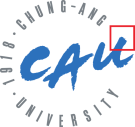 1918 · CHUNG-ANG · UNIVERSITY ·
CAU